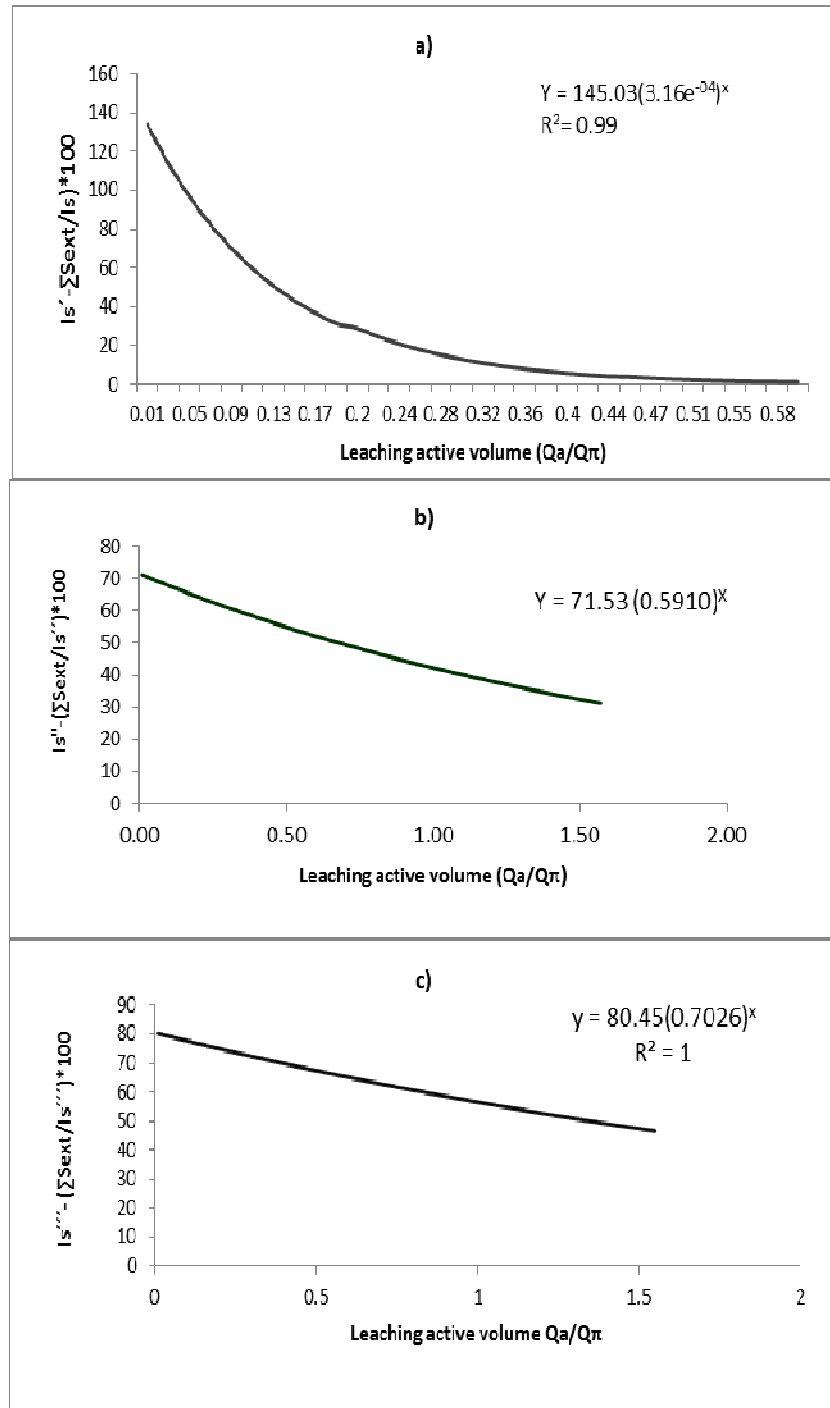 a)
Y = 145.03(3.16e⁻⁰⁴)ˣ
R²= 0.99
160
140
120
100
80
60
40
20
0
Is´-∑Sext/Is)*100
0.01 0.05 0.09 0.13 0.17 0.2 0.24 0.28 0.32 0.36 0.4 0.44 0.47 0.51 0.55 0.58
Leaching active volume (Qa/Qπ)
b)
Y = 71.53 (0.5910)ˣ
80
70
60
50
40
30
20
10
0
Is"-(∑Sext/Is´´)*100
0.00 0.50 1.00 1.50 2.00
Leaching active volume (Qa/Qπ)
c)
y = 80.45(0.7026)ˣ
R² = 1
90
80
70
60
50
40
30
20
10
0
Is´´´- (∑Sext/Is´´´)*100
0 0.5 1 1.5 2
Leaching active volume Qa/Qπ